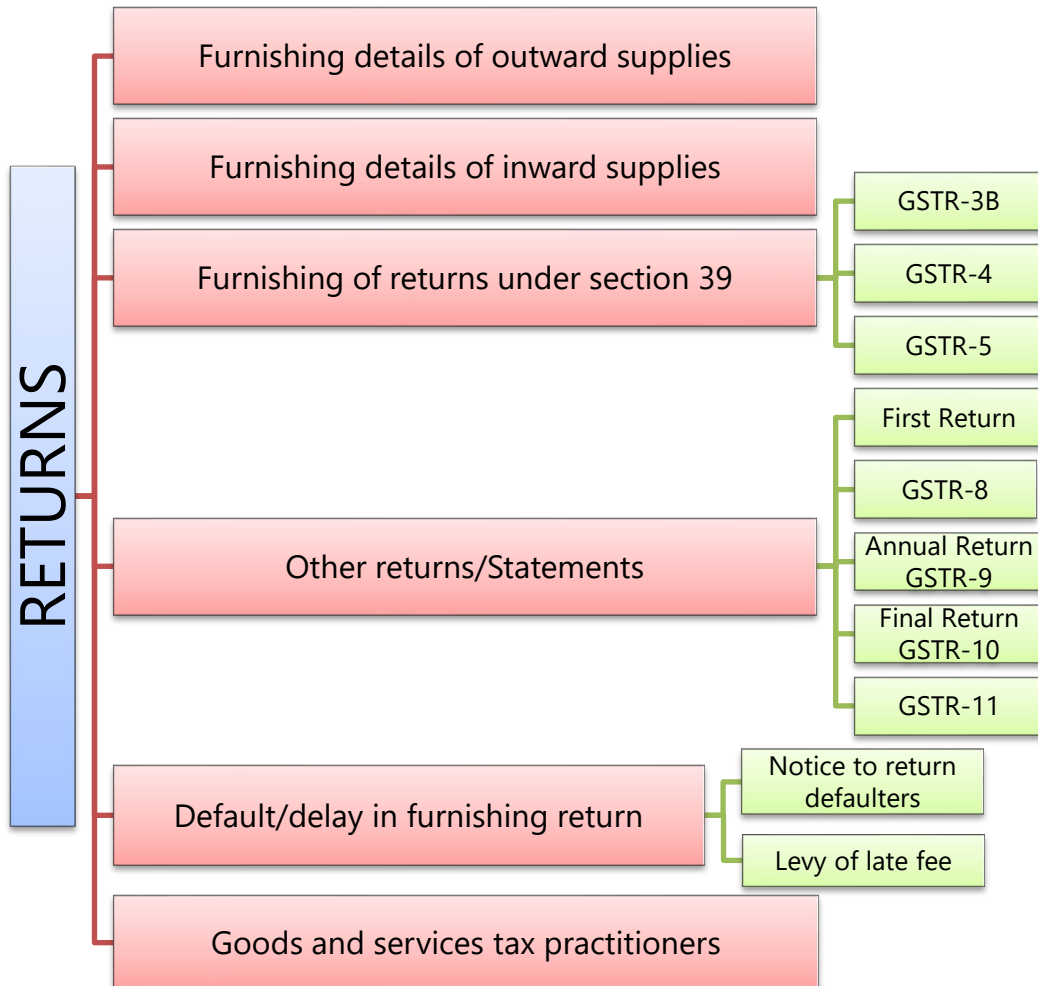 RETURNS
Furnishing details of outward supplies
Furnishing details of inward supplies
Furnishing of returns under section 39
GSTR-3B
GSTR-4
GSTR-5
Other returns/Statements
First Return
GSTR-8
Annual Return
GSTR-9
Final Return
GSTR-10
GSTR-11
Default/delay in furnishing return
Notice to return
defaulters
Levy of late fee
Goods and services tax practitioners